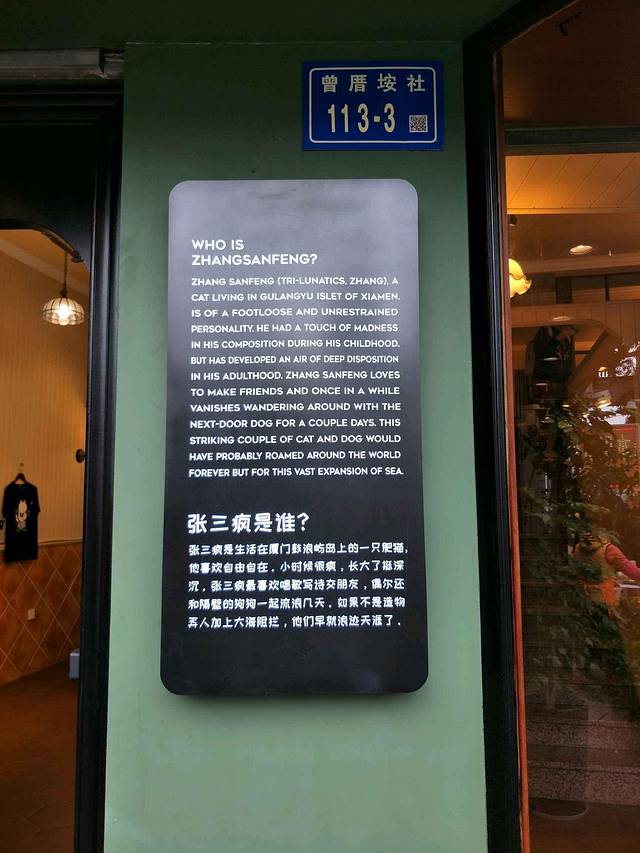 曾厝垵社
113-3
WHO IS
ZHANGSANFENG?
ZHANG SANFENG (TRI-LUNATICS, ZHANG), A
CAT LIVING IN GULANGYU ISLET OF XIAMEN,
IS OF A FOOTLOOSE AND UNRESTRAINED
PERSONALITY. HE HAD A TOUCH OF MADNESS
IN HIS COMPOSITION DURING HIS CHILDHOOD,
BUT HAS DEVELOPED AN AIR OF DEEP DISPOSITION
IN HIS ADULTHOOD. ZHANG SANFENG LOVES
TO MAKE FRIENDS AND ONCE IN A WHILE
VANISHES WANDERING AROUND WITH THE
NEXT-DOOR DOG FOR A COUPLE DAYS. THIS
STRIKING COUPLE OF CAT AND DOG WOULD
HAVE PROBABLY ROAMED AROUND THE WORLD
FOREVER BUT FOR THIS VAST EXPANSION OF SEA.
张三疯是谁?
张三疯是生活在厦门鼓浪屿岛上的一只肥猫,
他喜欢自由自在。小时候很疯,长大了挺深
沉,张三疯最喜欢唱歌写诗交朋友,偶尔还
和隔壁的狗狗一起流浪几天。如果不是造物
弄人加上大海阻拦,他们早就浪迹天涯了。